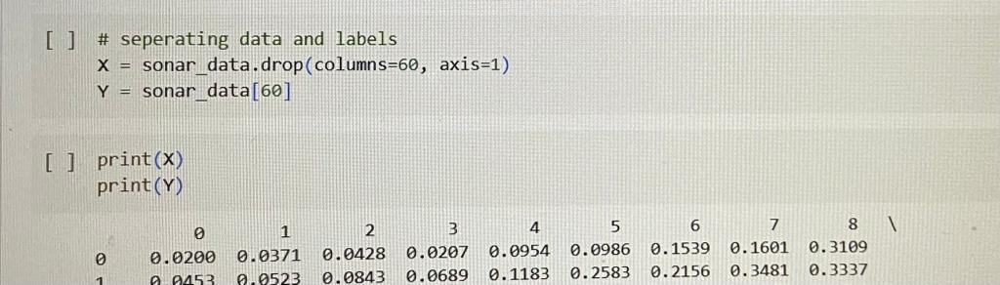 [ ] # seperating data and labels
X = sonar_data.drop(columns=60, axis=1)
Y = sonar_data[60]
[ ] print(X)
print(Y)
0 1 2 3 4 5 6 7 8 \
0 0.0200 0.0371 0.0428 0.0207 0.0954 0.0986 0.1539 0.1601 0.3109
1 0.0453 0.0523 0.0843 0.0689 0.1183 0.2583 0.2156 0.3481 0.3337